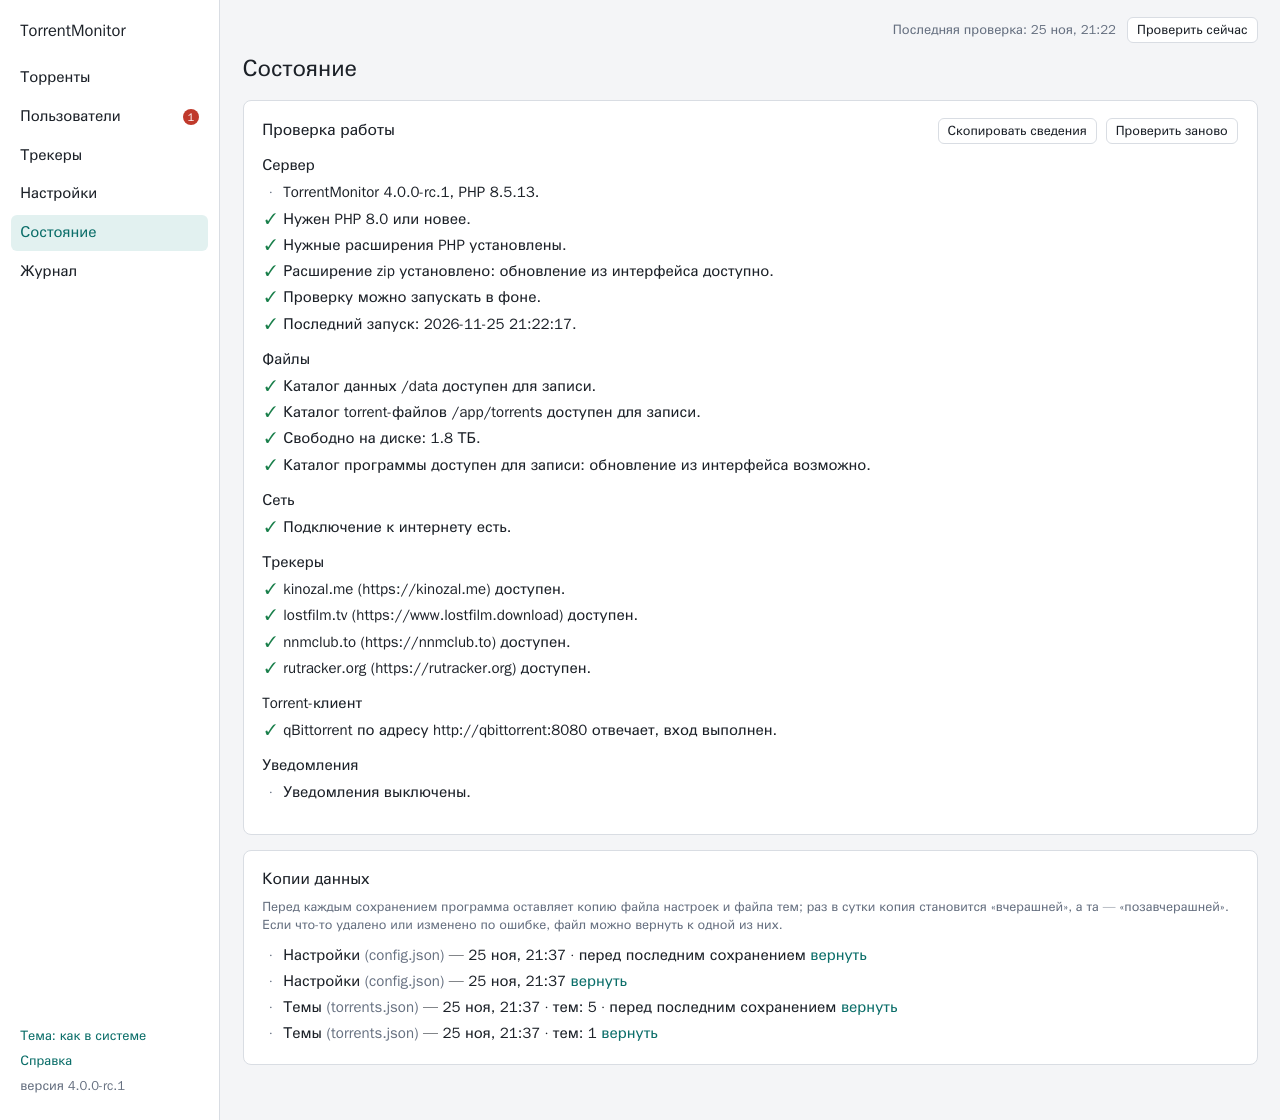 TorrentMonitor
Торренты
Пользователи 1
Трекеры
Настройки
Состояние
Журнал
Тема: как в системе
Справка
версия 4.0.0-rc.1
Последняя проверка: 25 ноя, 21:22 Проверить сейчас
Состояние
Проверка работы Скопировать сведения Проверить заново
Сервер
· TorrentMonitor 4.0.0-rc.1, PHP 8.5.13.
✓ Нужен PHP 8.0 или новее.
✓ Нужные расширения PHP установлены.
✓ Расширение zip установлено: обновление из интерфейса доступно.
✓ Проверку можно запускать в фоне.
✓ Последний запуск: 2026-11-25 21:22:17.
Файлы
✓ Каталог данных /data доступен для записи.
✓ Каталог torrent-файлов /app/torrents доступен для записи.
✓ Свободно на диске: 1.8 ТБ.
✓ Каталог программы доступен для записи: обновление из интерфейса возможно.
Сеть
✓ Подключение к интернету есть.
Трекеры
✓ kinozal.me (https://kinozal.me) доступен.
✓ lostfilm.tv (https://www.lostfilm.download) доступен.
✓ nnmclub.to (https://nnmclub.to) доступен.
✓ rutracker.org (https://rutracker.org) доступен.
Torrent-клиент
✓ qBittorrent по адресу http://qbittorrent:8080 отвечает, вход выполнен.
Уведомления
· Уведомления выключены.
Копии данных
Перед каждым сохранением программа оставляет копию файла настроек и файла тем; раз в сутки копия становится «вчерашней», а та — «позавчерашней».
Если что-то удалено или изменено по ошибке, файл можно вернуть к одной из них.
· Настройки (config.json) — 25 ноя, 21:37 · перед последним сохранением вернуть
· Настройки (config.json) — 25 ноя, 21:37 вернуть
· Темы (torrents.json) — 25 ноя, 21:37 · тем: 5 · перед последним сохранением вернуть
· Темы (torrents.json) — 25 ноя, 21:37 · тем: 1 вернуть